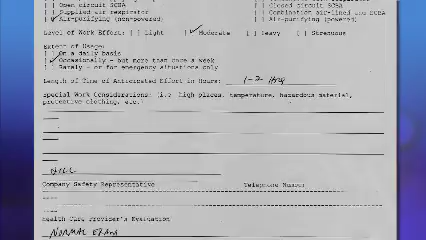 [ ] Open circuit SCBA [ ] Closed circuit SCBA
[ ] Supplied air respirator [ ] Combination air-lined and SCBA
[✓] Air-purifying (non-powered) [ ] Air-purifying (powered)
Level of Work Effort: [ ] Light [✓] Moderate [ ] Heavy [ ] Strenuous
Extent of Usage:
[ ] On a daily basis
[✓] Occasionally - but more than once a week
[ ] Rarely - or for emergency situations only
Length of Time of Anticipated Effort in Hours: 1-2 HRS
Special Work Considerations: (i.e. high places, temperature, hazardous material,
protective clothing, etc.)
Company Safety Representative Telephone Number
Health Care Provider's Evaluation
NORMAL EXAM